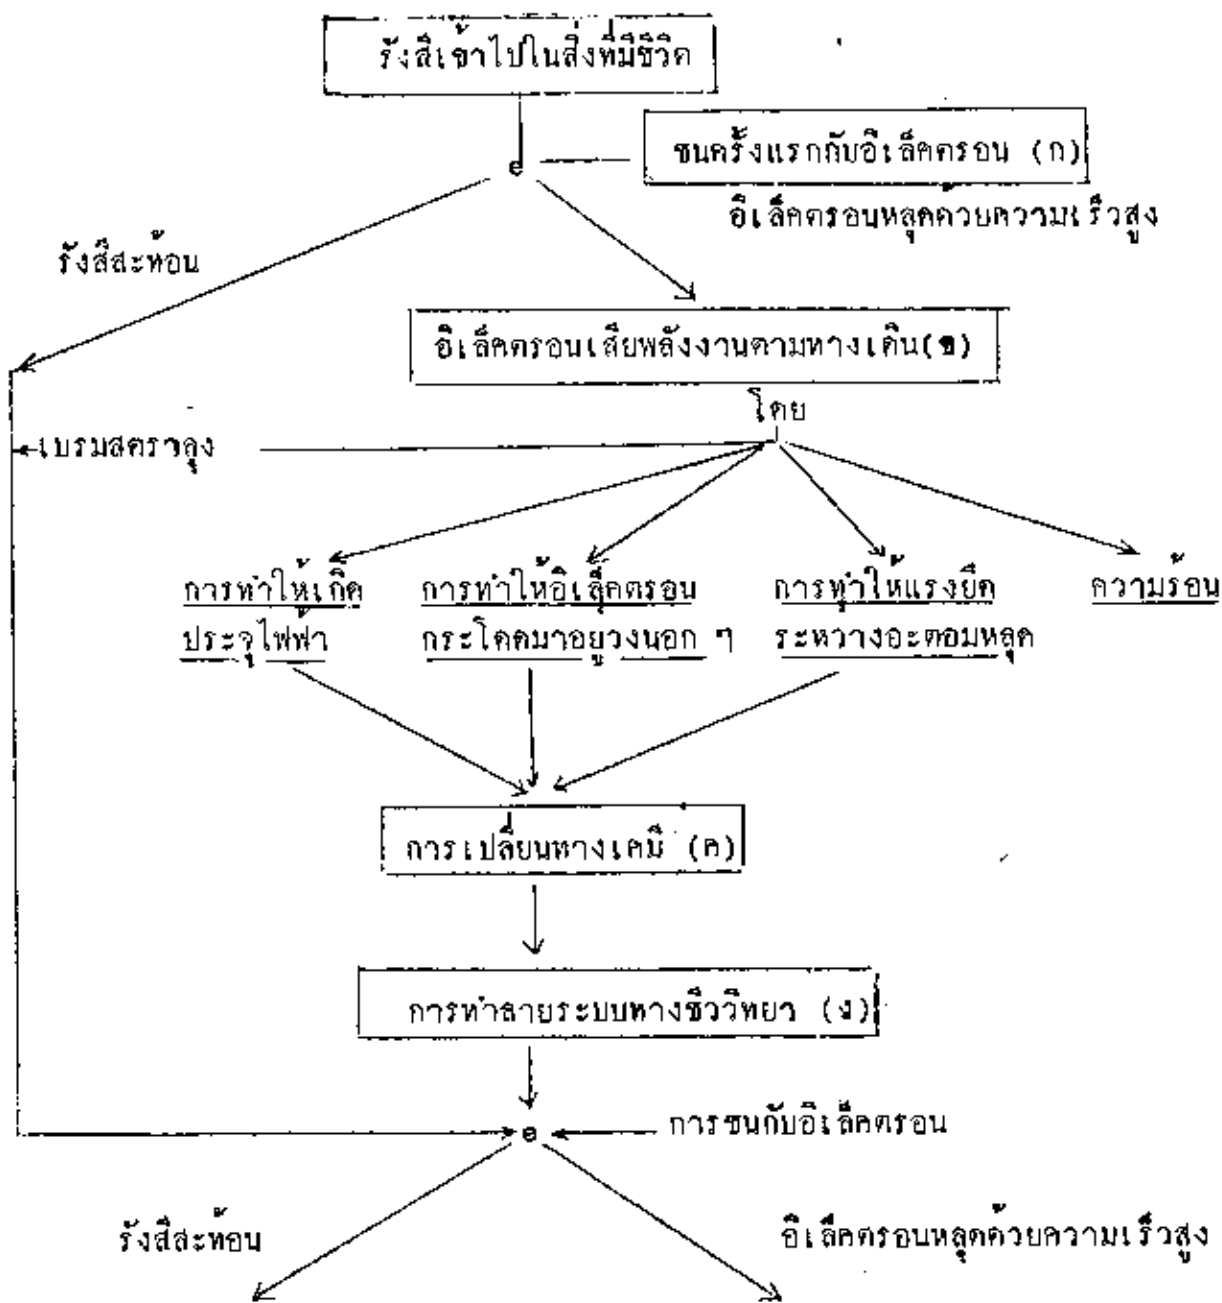 รังสีเข้าไปในสิ่งที่มีชีวิต
e
ชนครั้งแรกกับอิเล็คตรอน (ก)
อิเล็คตรอนหลุดด้วยความเร็วสูง
รังสีสะท้อน
อิเล็คตรอนเสียพลังงานตามทางเดิน(ข)
โดย
เบรมสตราลุง
การทำให้เกิด
ประจุไฟฟ้า
การทำให้อิเล็คตรอน
กระโดดมาอยู่วงนอก ๆ
การทำให้แรงยึด
ระหว่างอะตอมหลุด
ความร้อน
การเปลี่ยนทางเคมี (ค)
การทำลายระบบทางชีววิทยา (ง)
e
การชนกับอิเล็คตรอน
รังสีสะท้อน
อิเล็คตรอนหลุดด้วยความเร็วสูง